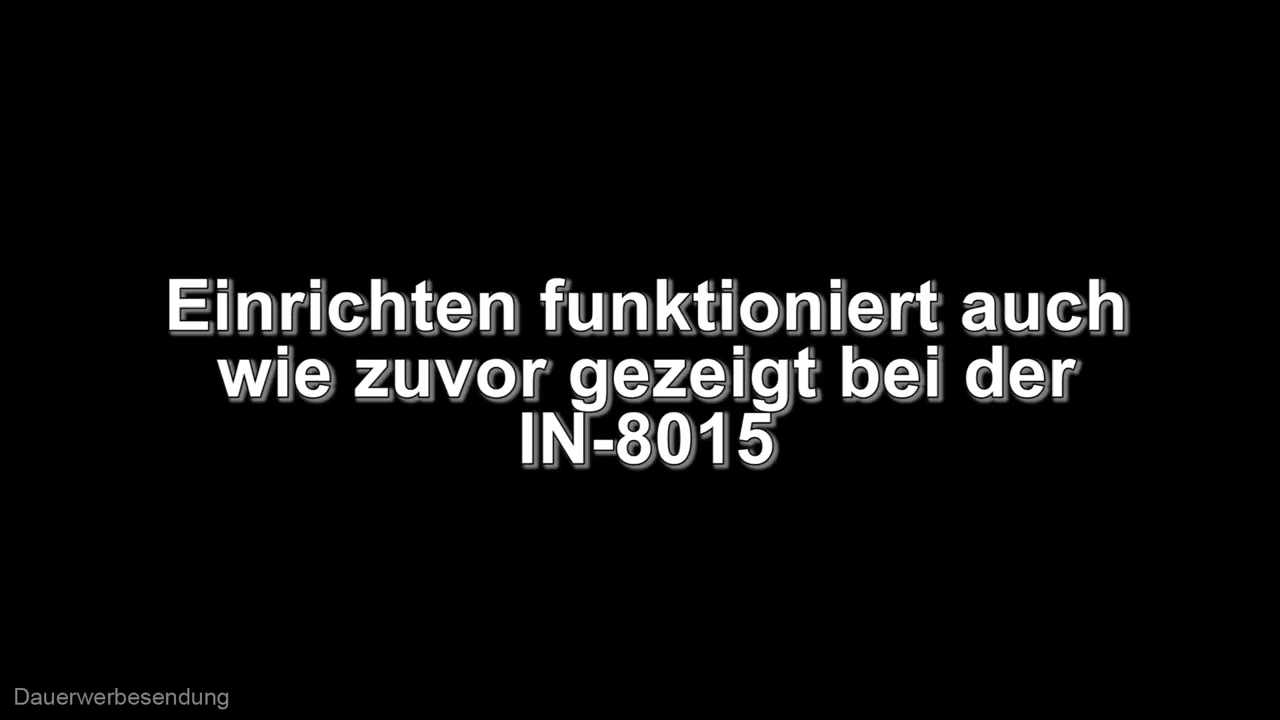 Einrichten funktioniert auch
wie zuvor gezeigt bei der
IN-8015
Dauerwerbesendung